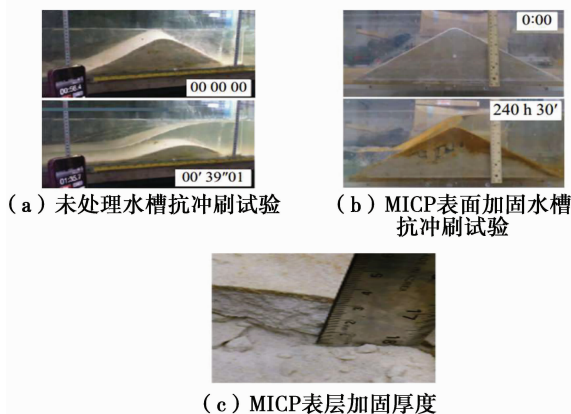 0:00
00 00 00
240 h 30′
00′ 39″01
(a)未处理水槽抗冲刷试验
(b)MICP表面加固水槽
抗冲刷试验
17
(c)MICP表层加固厚度